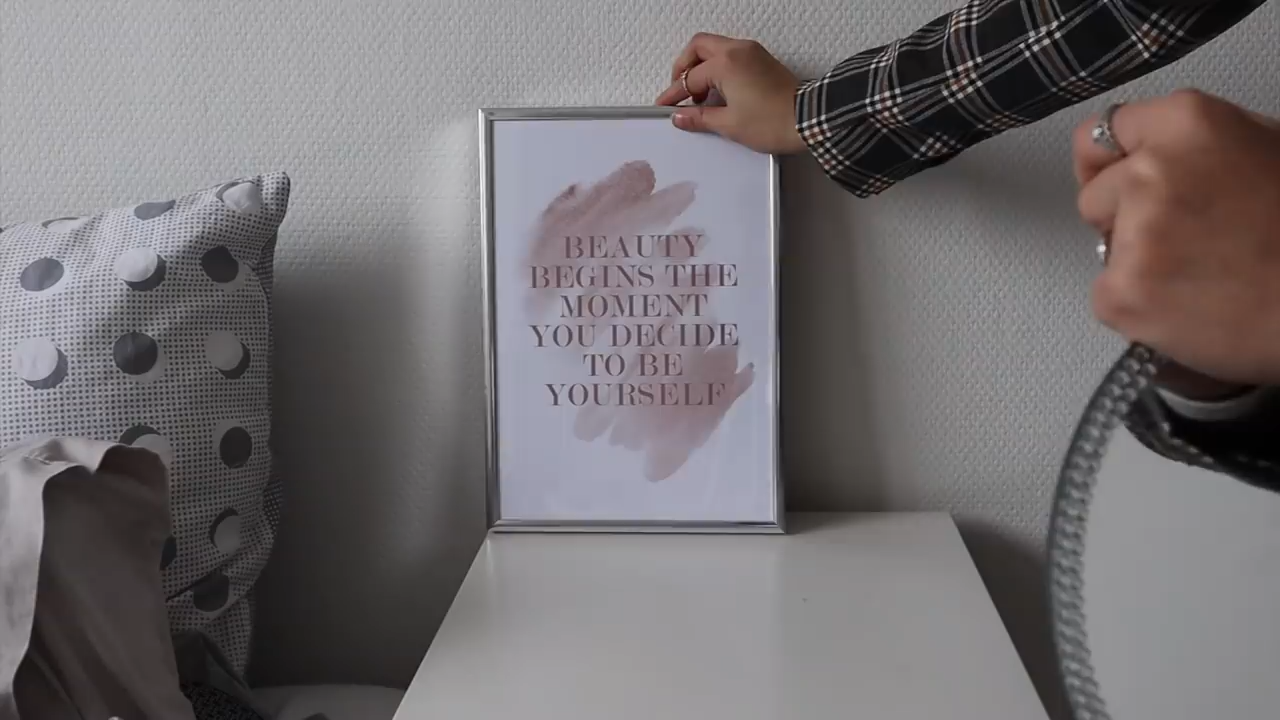 BEAUTY
BEGINS THE
MOMENT
YOU DECIDE
TO BE
YOURSELF